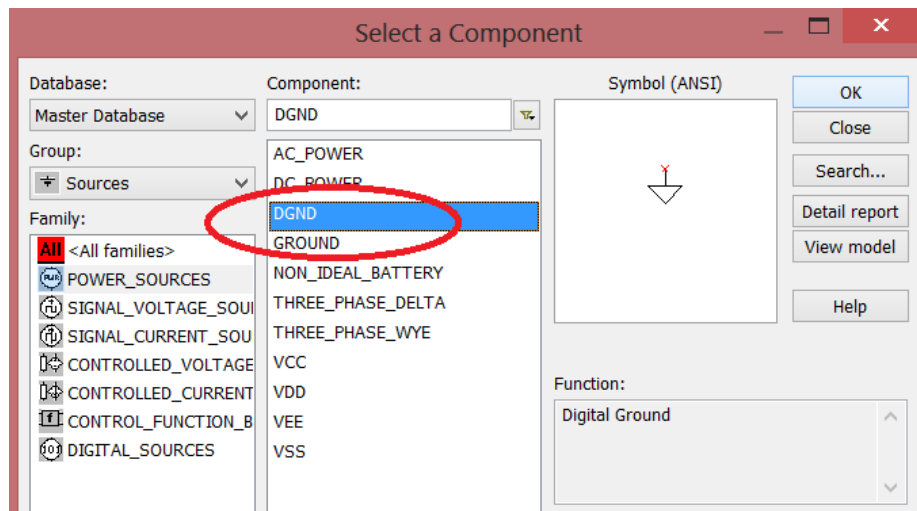 Select a Component
Database:
Master Database
Group:
Sources
Family:
All <All families>
POWER_SOURCES
SIGNAL_VOLTAGE_SOU
SIGNAL_CURRENT_SOU
CONTROLLED_VOLTAGE
CONTROLLED_CURRENT
CONTROL_FUNCTION_B
DIGITAL_SOURCES
Component:
DGND
AC_POWER
DC_POWER
DGND
GROUND
NON_IDEAL_BATTERY
THREE_PHASE_DELTA
THREE_PHASE_WYE
VCC
VDD
VEE
VSS
Symbol (ANSI)
Function:
Digital Ground
OK
Close
Search...
Detail report
View model
Help